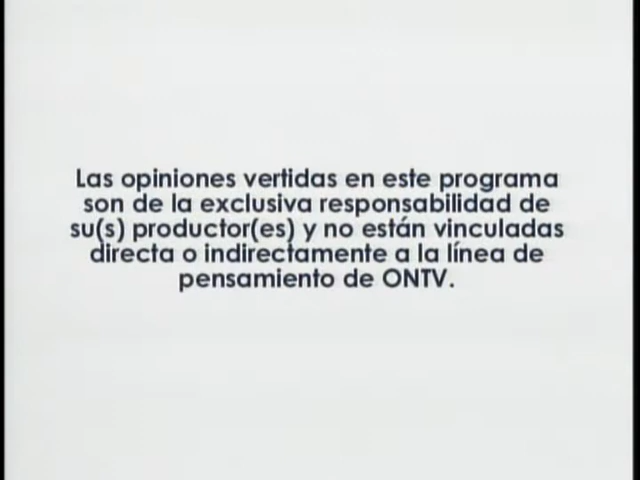 Las opiniones vertidas en este programa
son de la exclusiva responsabilidad de
su(s) productor(es) y no están vinculadas
directa o indirectamente a la línea de
pensamiento de ONTV.